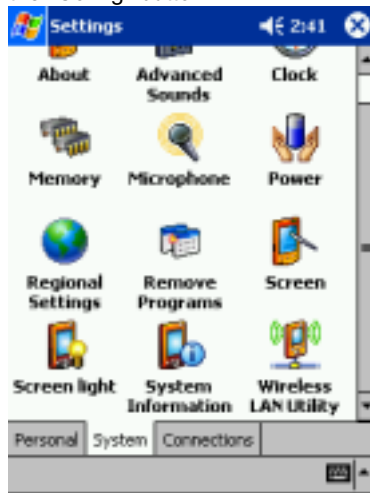 Settings 2:41
About Advanced Sounds Clock
Memory Microphone Power
Regional Settings Remove Programs Screen
Screen light System Information Wireless LAN Utility
Personal System Connections